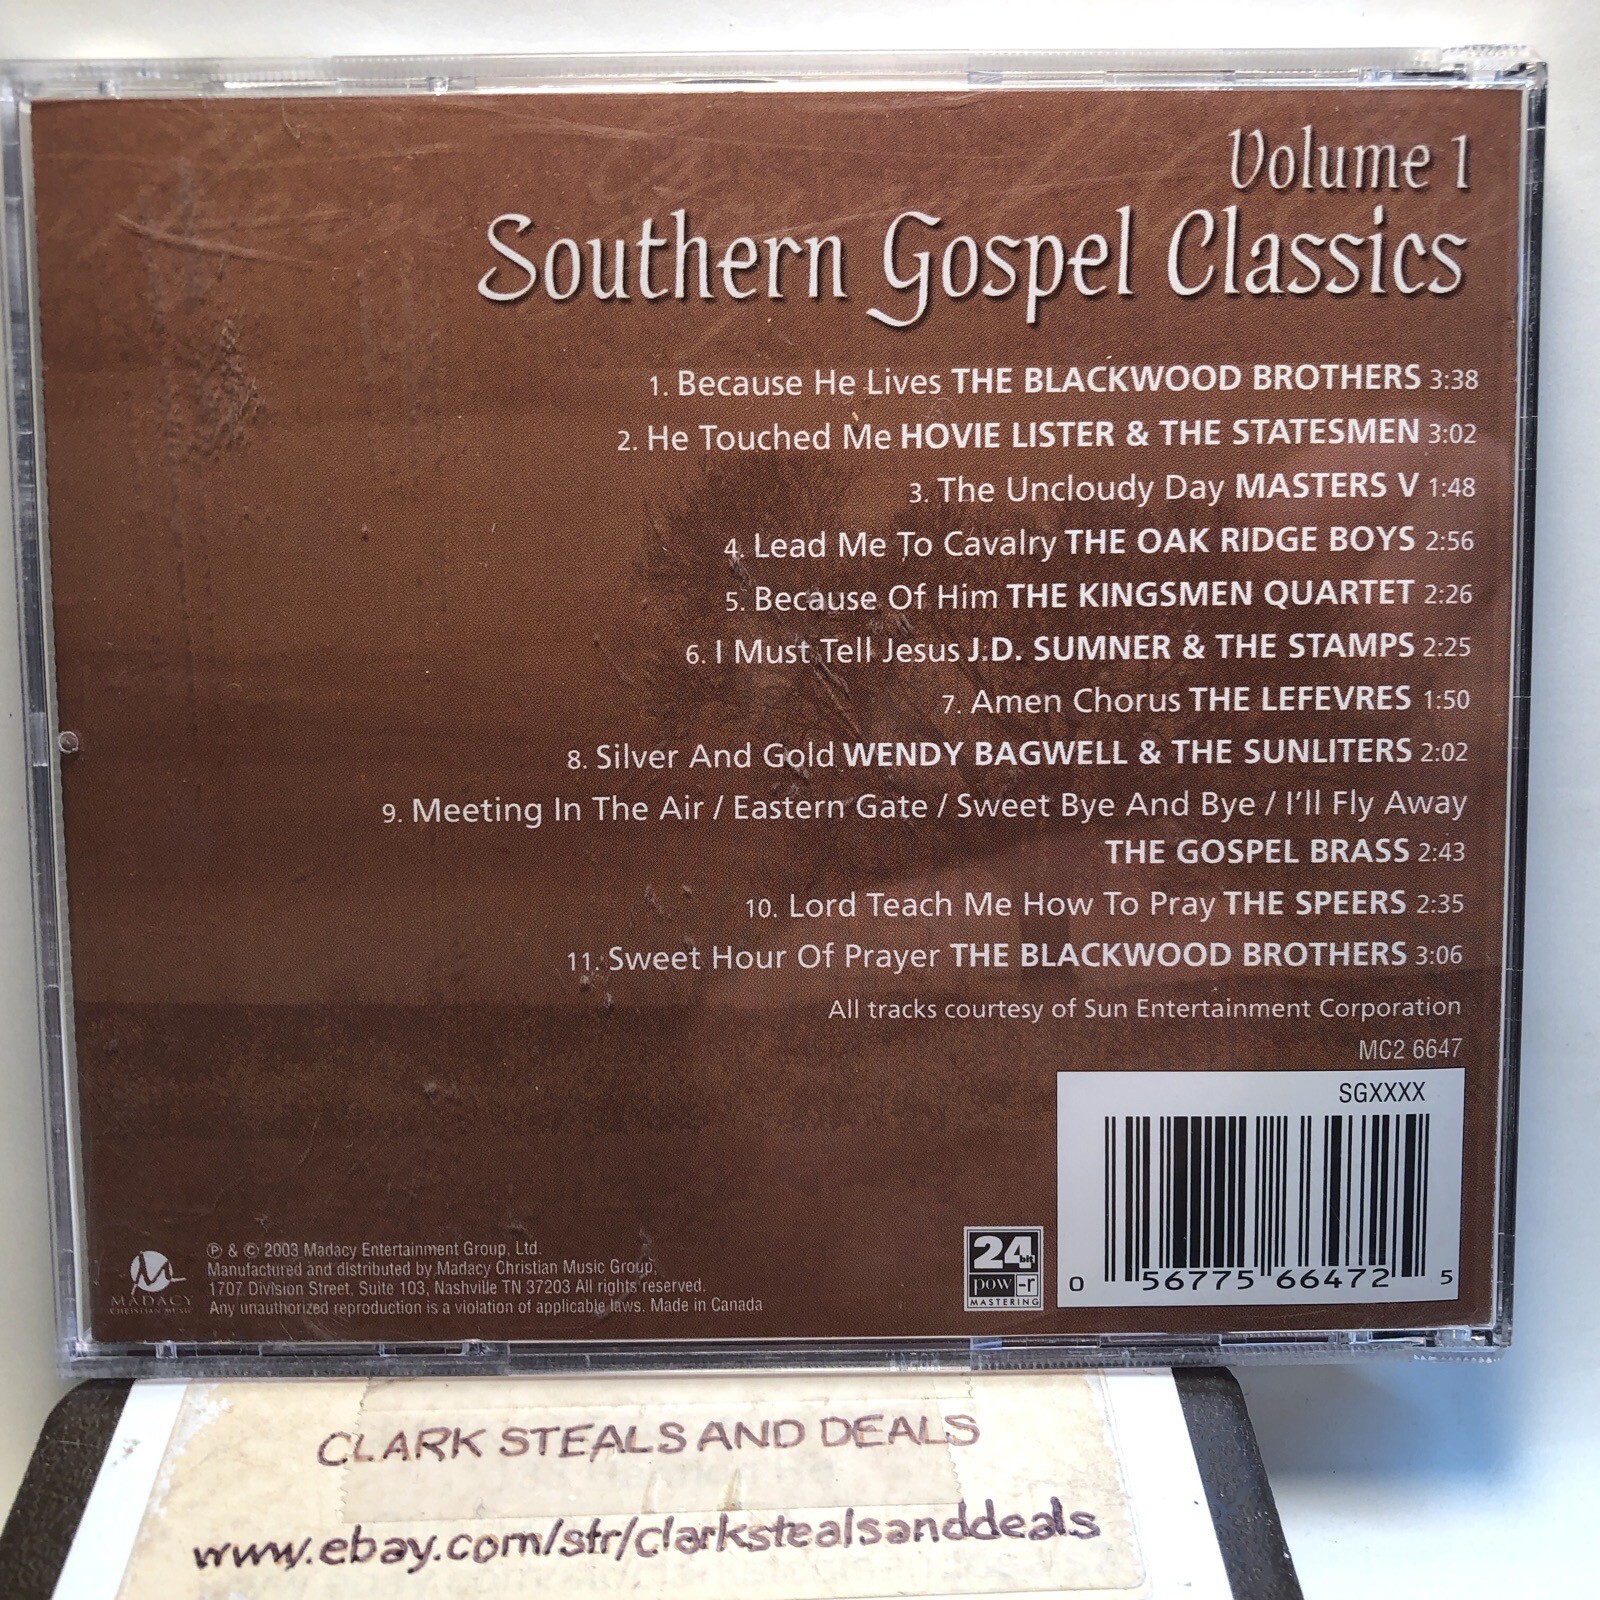 Volume 1
Southern Gospel Classics
1. Because He Lives THE BLACKWOOD BROTHERS 3:38
2. He Touched Me HOVIE LISTER & THE STATESMEN 3:02
3. The Uncloudy Day MASTERS V 1:48
4. Lead Me To Cavalry THE OAK RIDGE BOYS 2:56
5. Because Of Him THE KINGSMEN QUARTET 2:26
6. I Must Tell Jesus J.D. SUMNER & THE STAMPS 2:25
7. Amen Chorus THE LEFEVRES 1:50
8. Silver And Gold WENDY BAGWELL & THE SUNLITERS 2:02
9. Meeting In The Air / Eastern Gate / Sweet Bye And Bye / I'll Fly Away
THE GOSPEL BRASS 2:43
10. Lord Teach Me How To Pray THE SPEERS 2:35
11. Sweet Hour Of Prayer THE BLACKWOOD BROTHERS 3:06
All tracks courtesy of Sun Entertainment Corporation
MC2 6647
SGXXXX
0 56775 66472 5
24 bit
pow-r
MASTERING
MADACY
CHRISTIAN MUSIC
℗ & © 2003 Madacy Entertainment Group, Ltd.
Manufactured and distributed by Madacy Christian Music Group,
1707 Division Street, Suite 103, Nashville TN 37203 All rights reserved.
Any unauthorized reproduction is a violation of applicable laws. Made in Canada
CLARK STEALS AND DEALS
www.ebay.com/str/clarkstealsanddeals